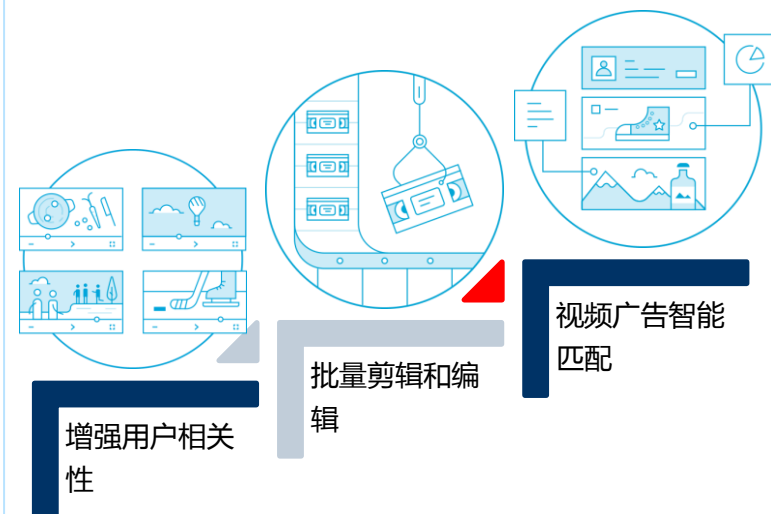 增强用户相关
性
批量剪辑和编
辑
视频广告智能
匹配